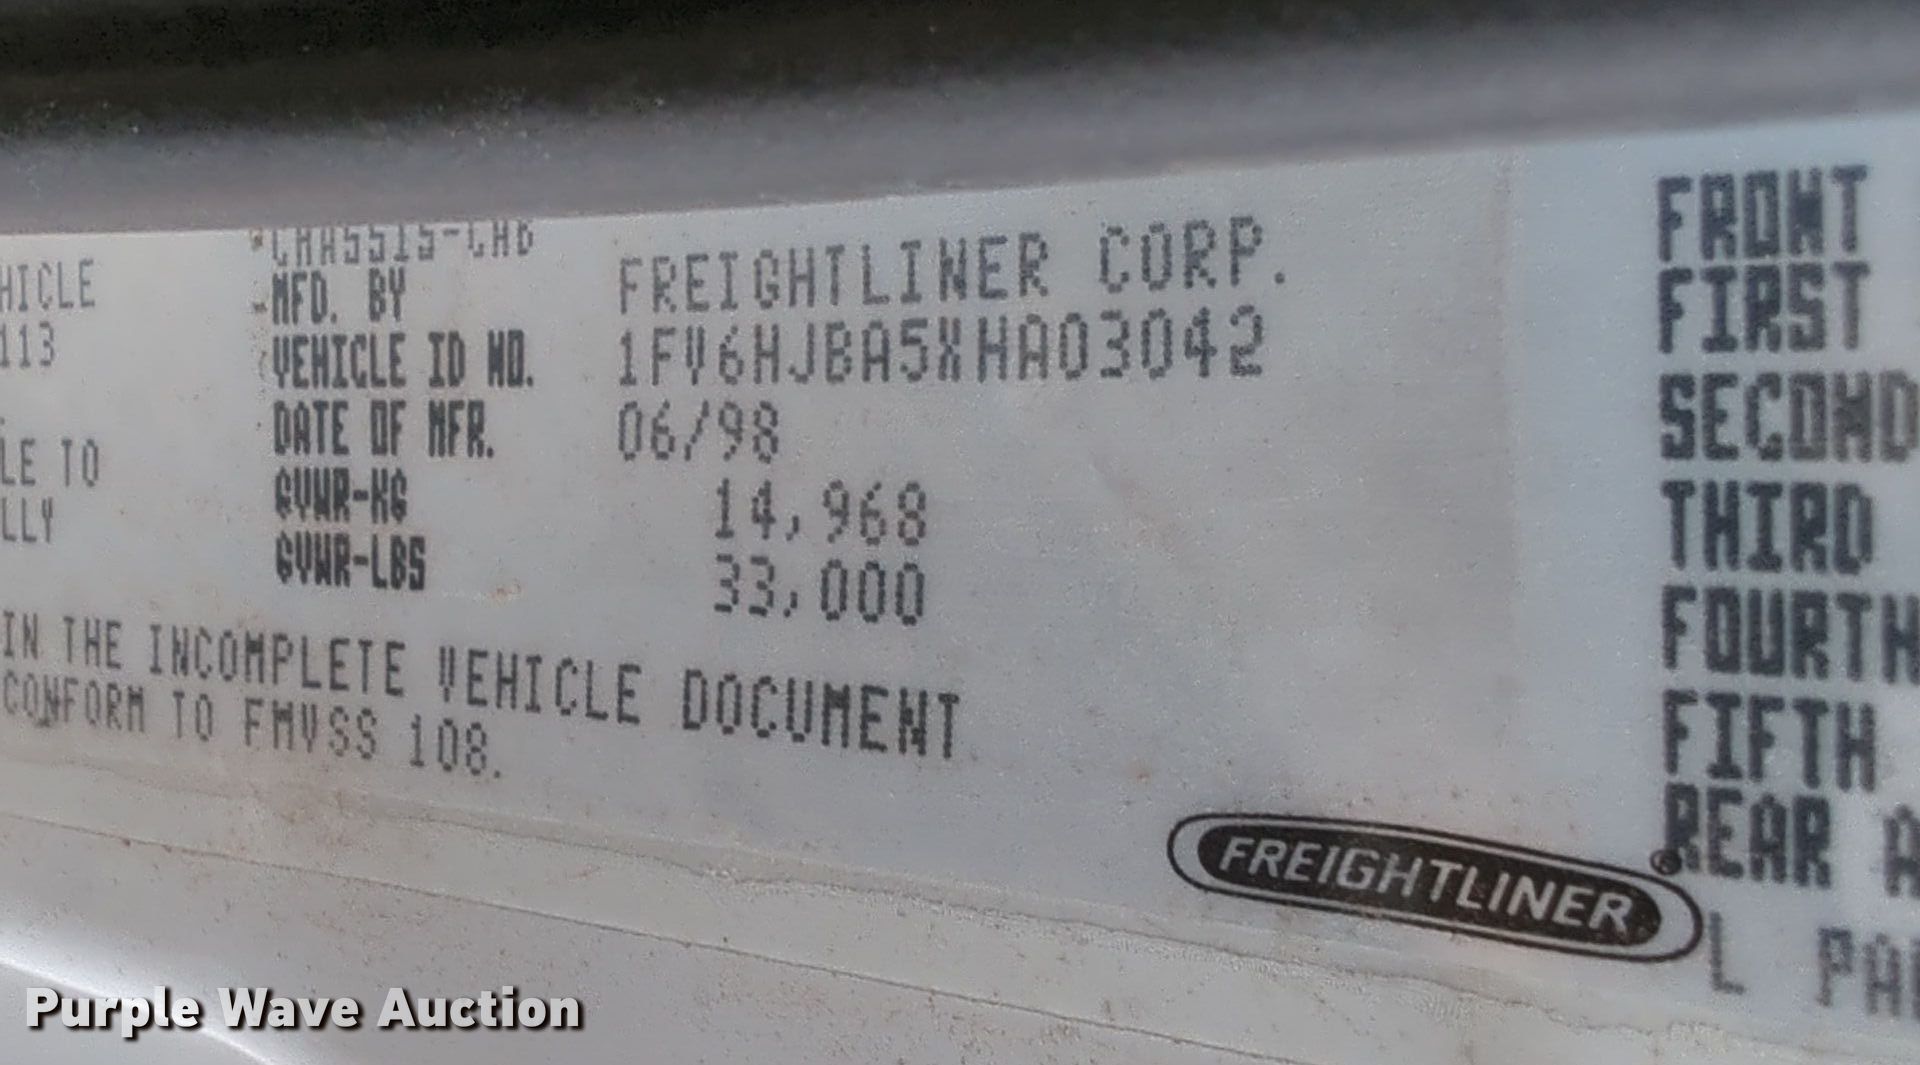 HICLE
113
LE TO
LLY
CHASSIS-CAB
MFD. BY FREIGHTLINER CORP.
VEHICLE ID NO. 1FV6HJBA5XHA03042
DATE OF MFR. 06/98
GVWR-KG 14,968
GVWR-LBS 33,000
IN THE INCOMPLETE VEHICLE DOCUMENT
CONFORM TO FMVSS 108.
FRONT
FIRST
SECOND
THIRD
FOURTH
FIFTH
REAR A
L PA
FREIGHTLINER
Purple Wave Auction